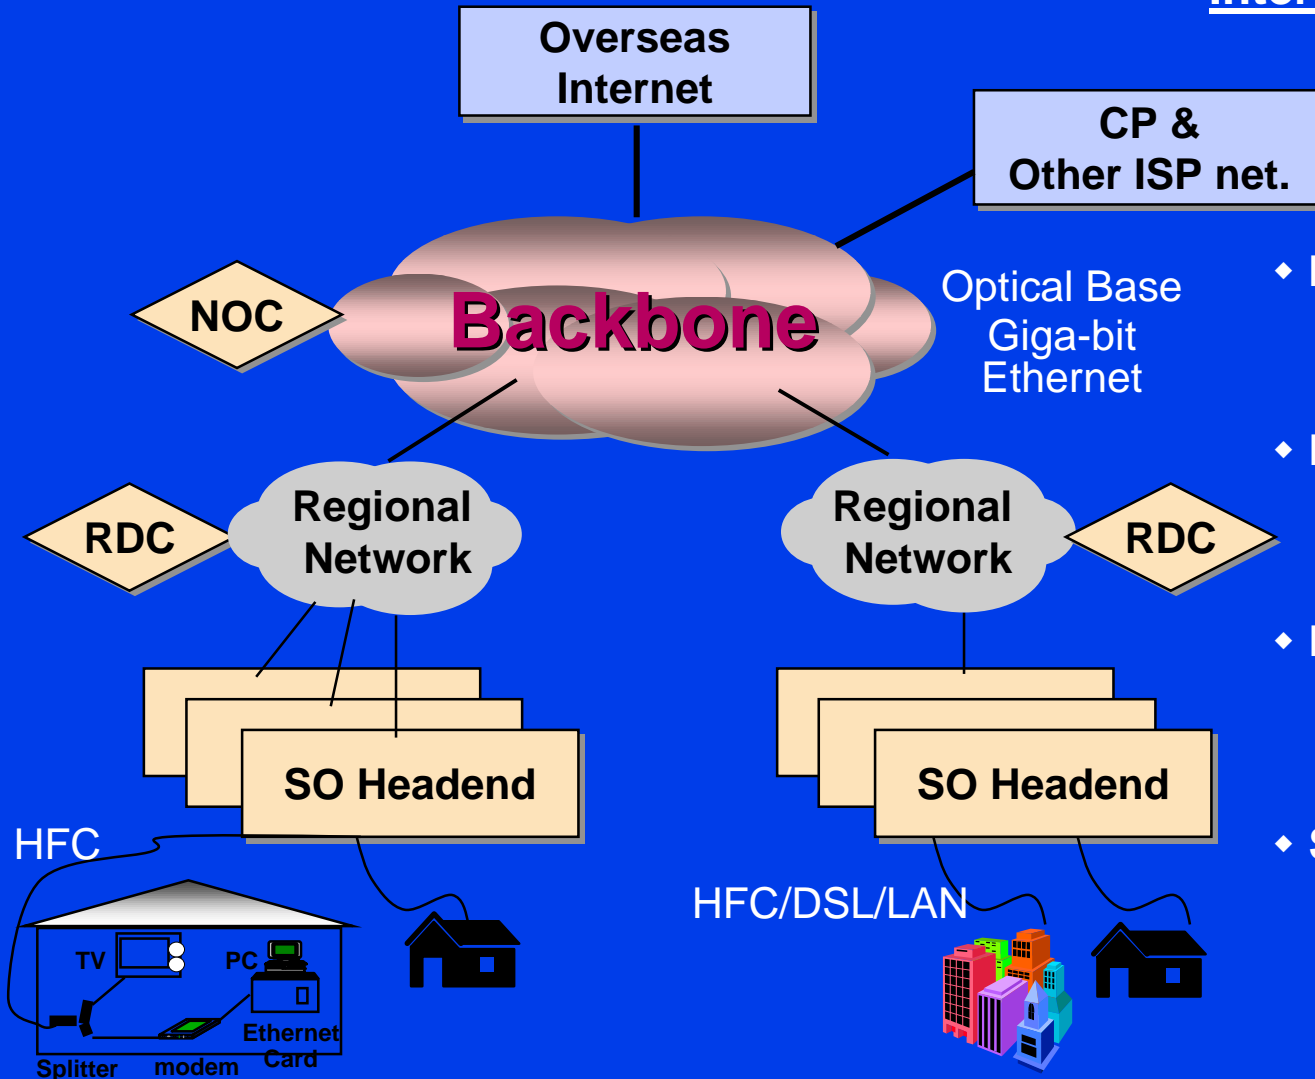 Overseas
Internet
CP &
Other ISP net.
NOC
Backbone
Optical Base
Giga-bit
Ethernet
RDC
Regional
Network
Regional
Network
RDC
SO Headend
SO Headend
HFC
HFC/DSL/LAN
TV
PC
Ethernet
Card
Splitter
modem